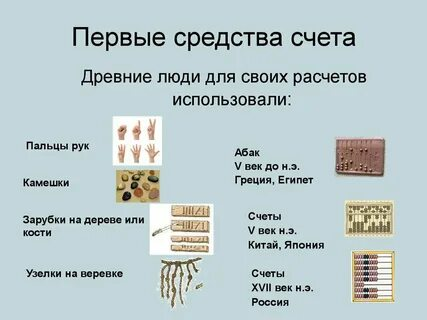 Первые средства счета
Древние люди для своих расчетов
использовали:
Пальцы рук
Камешки
Зарубки на дереве или
кости
Узелки на веревке
Абак
V век до н.э.
Греция, Египет
Счеты
V век н.э.
Китай, Япония
Счеты
XVII век н.э.
Россия